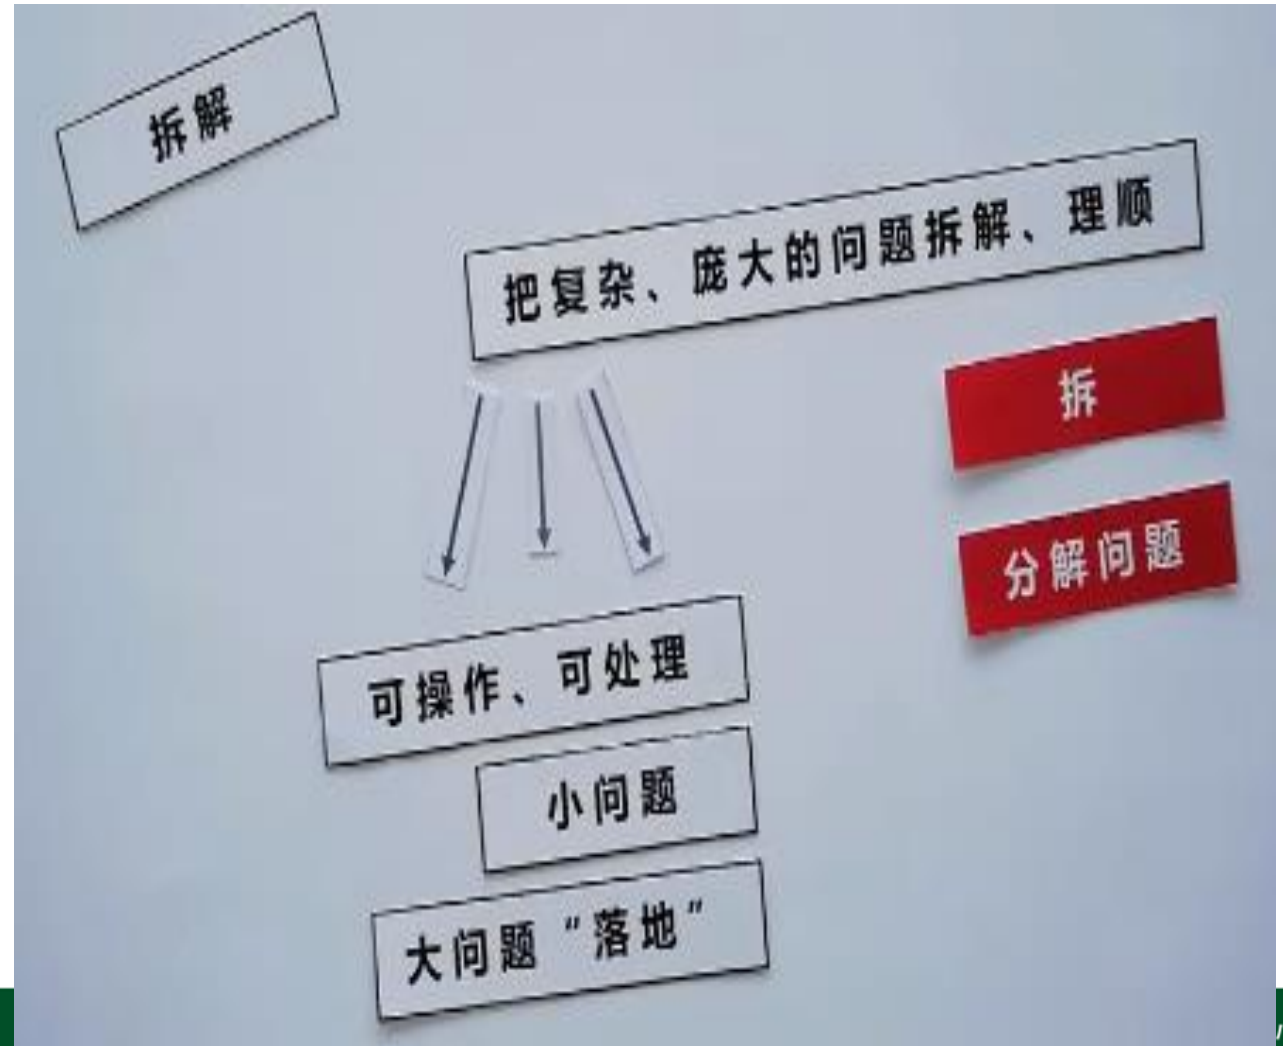 拆解
把复杂、庞大的问题拆解、理顺
拆
分解问题
可操作、可处理
小问题
大问题“落地”